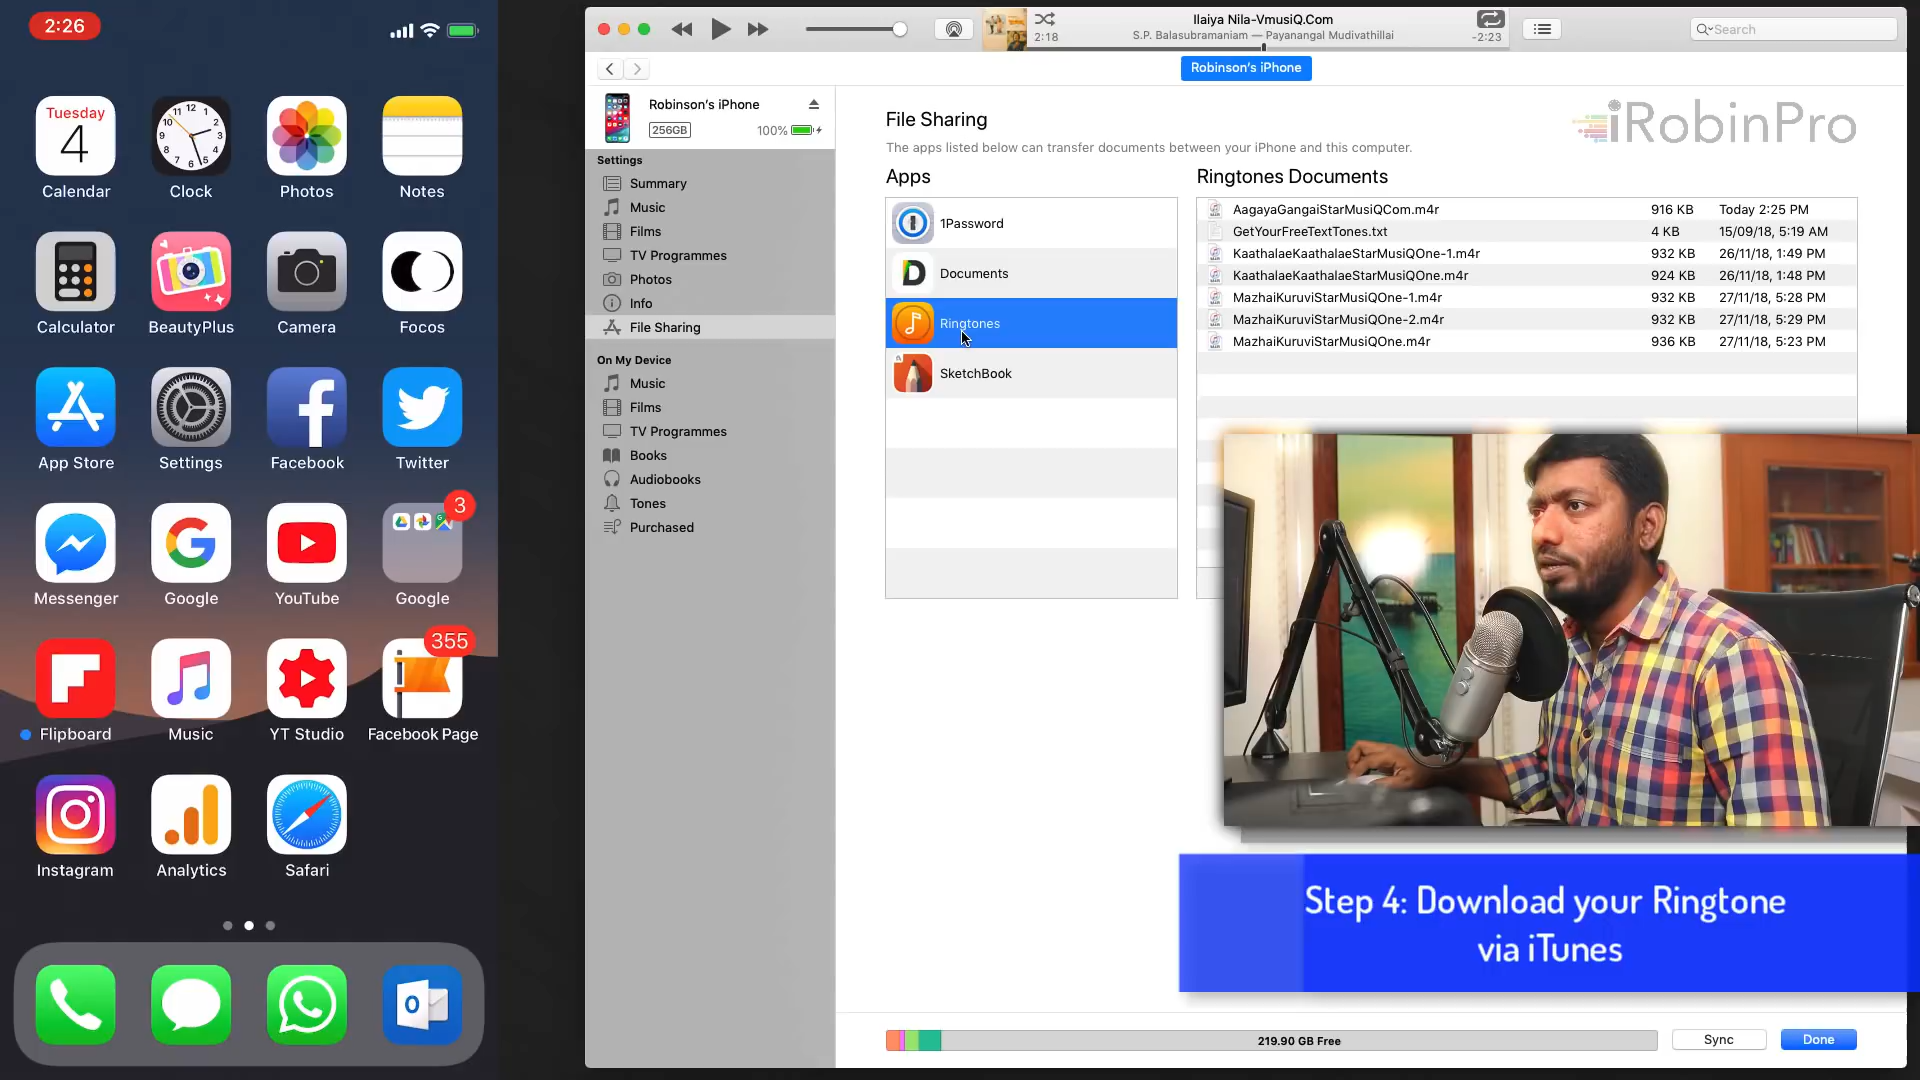 2:26
Tuesday
4
Calendar
Clock
Photos
Notes
Calculator
BeautyPlus
Camera
Focos
App Store
Settings
Facebook
Twitter
3
Messenger
Google
YouTube
Google
355
Flipboard
Music
YT Studio
Facebook Page
Instagram
Analytics
Safari
Ilaiya Nila-VmusiQ.Com
2:18
S.P. Balasubramaniam — Payanangal Mudivathillai
-2:23
Search
Robinson's iPhone
Robinson's iPhone
256GB
100%
Settings
Summary
Music
Films
TV Programmes
Photos
Info
File Sharing
On My Device
Music
Films
TV Programmes
Books
Audiobooks
Tones
Purchased
File Sharing
iRobinPro
The apps listed below can transfer documents between your iPhone and this computer.
Apps
1Password
Documents
Ringtones
SketchBook
Ringtones Documents
AagayaGangaiStarMusiQCom.m4r 916 KB Today 2:25 PM
GetYourFreeTextTones.txt 4 KB 15/09/18, 5:19 AM
KaathalaeKaathalaeStarMusiQOne-1.m4r 932 KB 26/11/18, 1:49 PM
KaathalaeKaathalaeStarMusiQOne.m4r 924 KB 26/11/18, 1:48 PM
MazhaiKuruviStarMusiQOne-1.m4r 932 KB 27/11/18, 5:28 PM
MazhaiKuruviStarMusiQOne-2.m4r 932 KB 27/11/18, 5:29 PM
MazhaiKuruviStarMusiQOne.m4r 936 KB 27/11/18, 5:23 PM
Step 4: Download your Ringtone
via iTunes
219.90 GB Free
Sync
Done